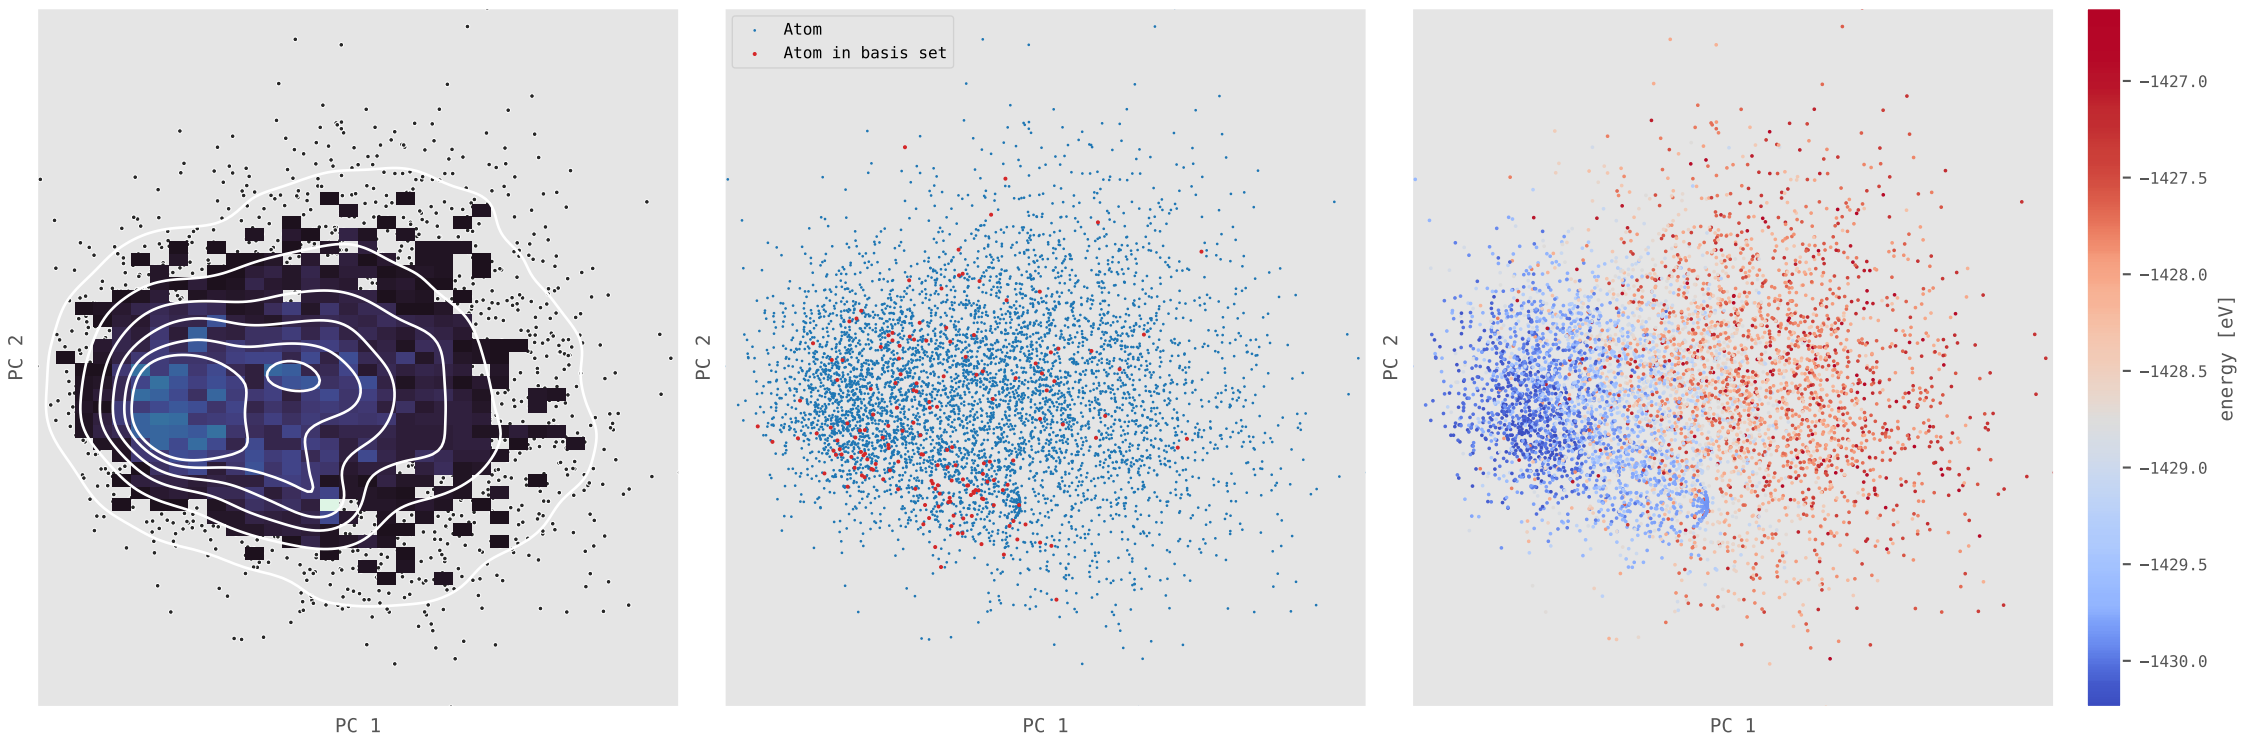 Atom
Atom in basis set
PC 2
PC 1
PC 2
PC 1
PC 2
PC 1
−1427.0
−1427.5
−1428.0
−1428.5
−1429.0
−1429.5
−1430.0
energy [eV]